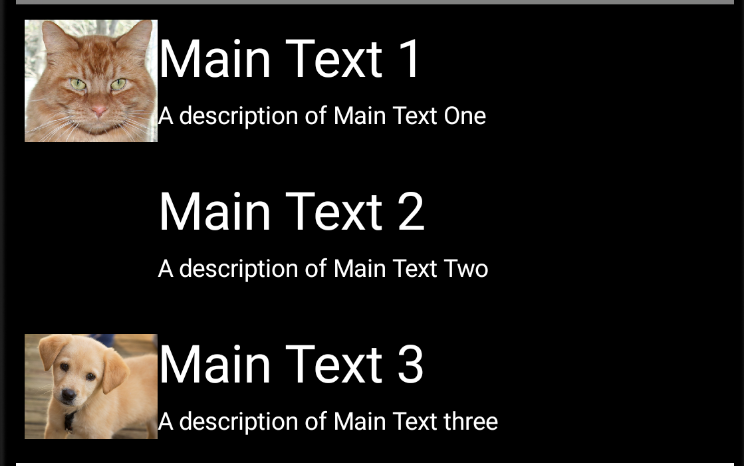 Main Text 1
A description of Main Text One
Main Text 2
A description of Main Text Two
Main Text 3
A description of Main Text three